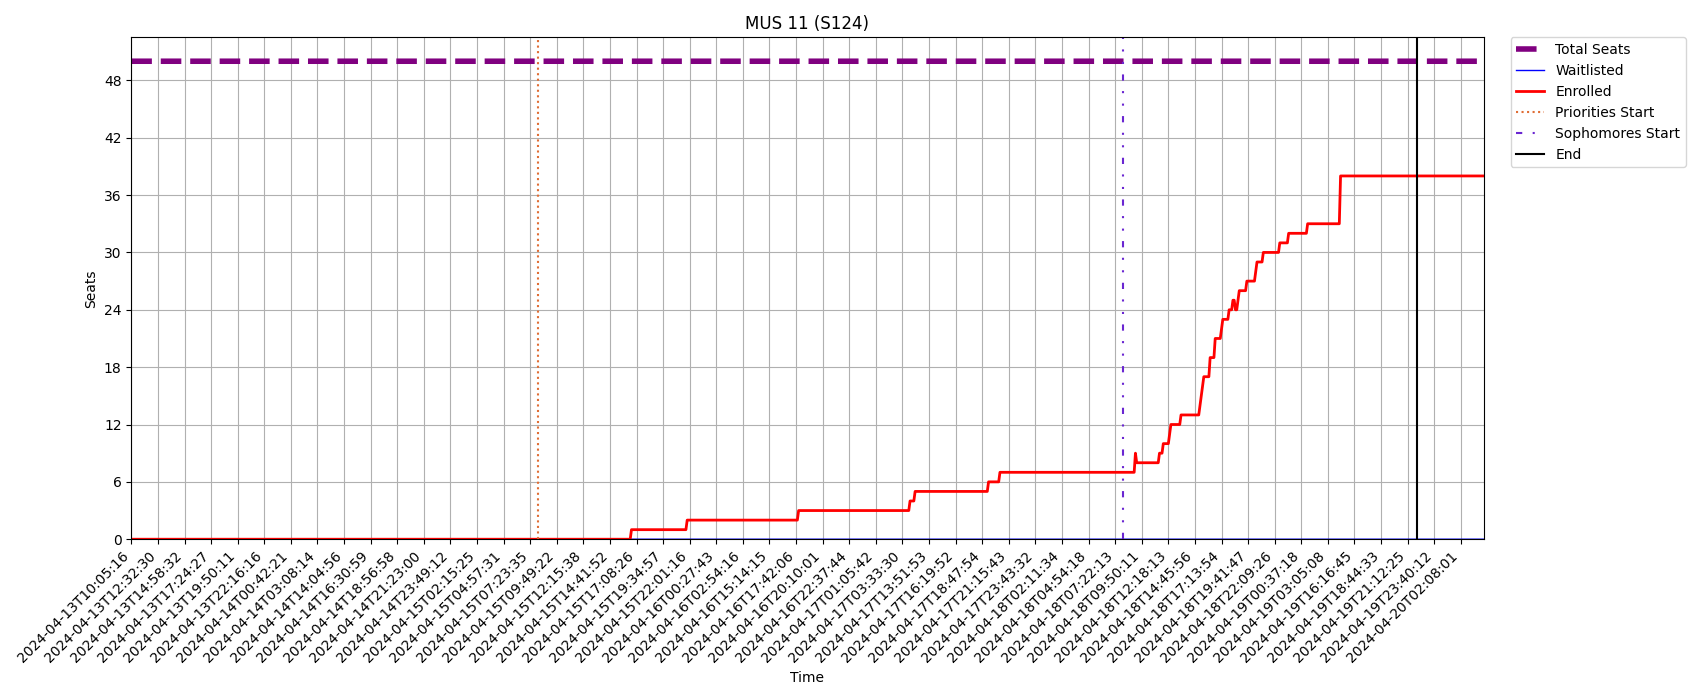 MUS 11 (S124)
Total Seats
Waitlisted
Enrolled
Priorities Start
Sophomores Start
End
Seats
48
42
36
30
24
18
12
6
0
2024-04-13T10:05:16
2024-04-13T12:32:30
2024-04-13T14:58:32
2024-04-13T17:24:27
2024-04-13T19:50:11
2024-04-13T22:16:16
2024-04-14T00:42:21
2024-04-14T03:08:14
2024-04-14T14:04:56
2024-04-14T16:30:59
2024-04-14T18:56:58
2024-04-14T21:23:00
2024-04-14T23:49:12
2024-04-15T02:15:25
2024-04-15T04:57:31
2024-04-15T07:23:35
2024-04-15T09:49:22
2024-04-15T12:15:38
2024-04-15T14:41:52
2024-04-15T17:08:26
2024-04-15T19:34:57
2024-04-15T22:01:16
2024-04-16T00:27:43
2024-04-16T02:54:16
2024-04-16T15:14:15
2024-04-16T17:42:06
2024-04-16T20:10:01
2024-04-16T22:37:44
2024-04-17T01:05:42
2024-04-17T03:33:30
2024-04-17T13:51:53
2024-04-17T16:19:52
2024-04-17T18:47:54
2024-04-17T21:15:43
2024-04-17T23:43:32
2024-04-18T02:11:34
2024-04-18T04:54:18
2024-04-18T07:22:13
2024-04-18T09:50:11
2024-04-18T12:18:13
2024-04-18T14:45:56
2024-04-18T17:13:54
2024-04-18T19:41:47
2024-04-18T22:09:26
2024-04-19T00:37:18
2024-04-19T03:05:08
2024-04-19T16:16:45
2024-04-19T18:44:33
2024-04-19T21:12:25
2024-04-19T23:40:12
2024-04-20T02:08:01
Time